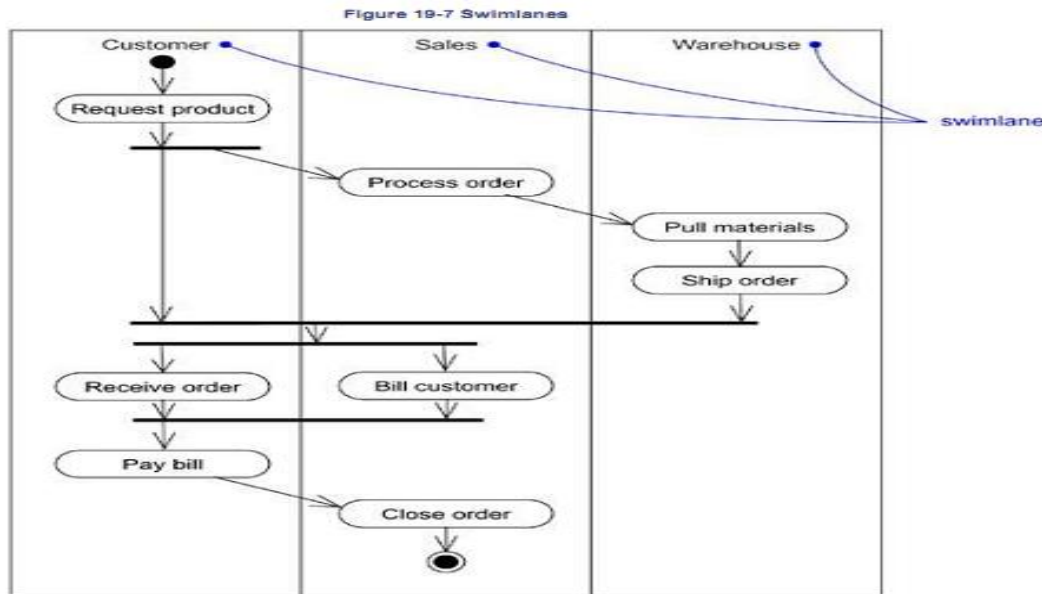 Figure 19-7 Swimlanes
Customer
Sales
Warehouse
swimlane
Request product
Process order
Pull materials
Ship order
Receive order
Bill customer
Pay bill
Close order